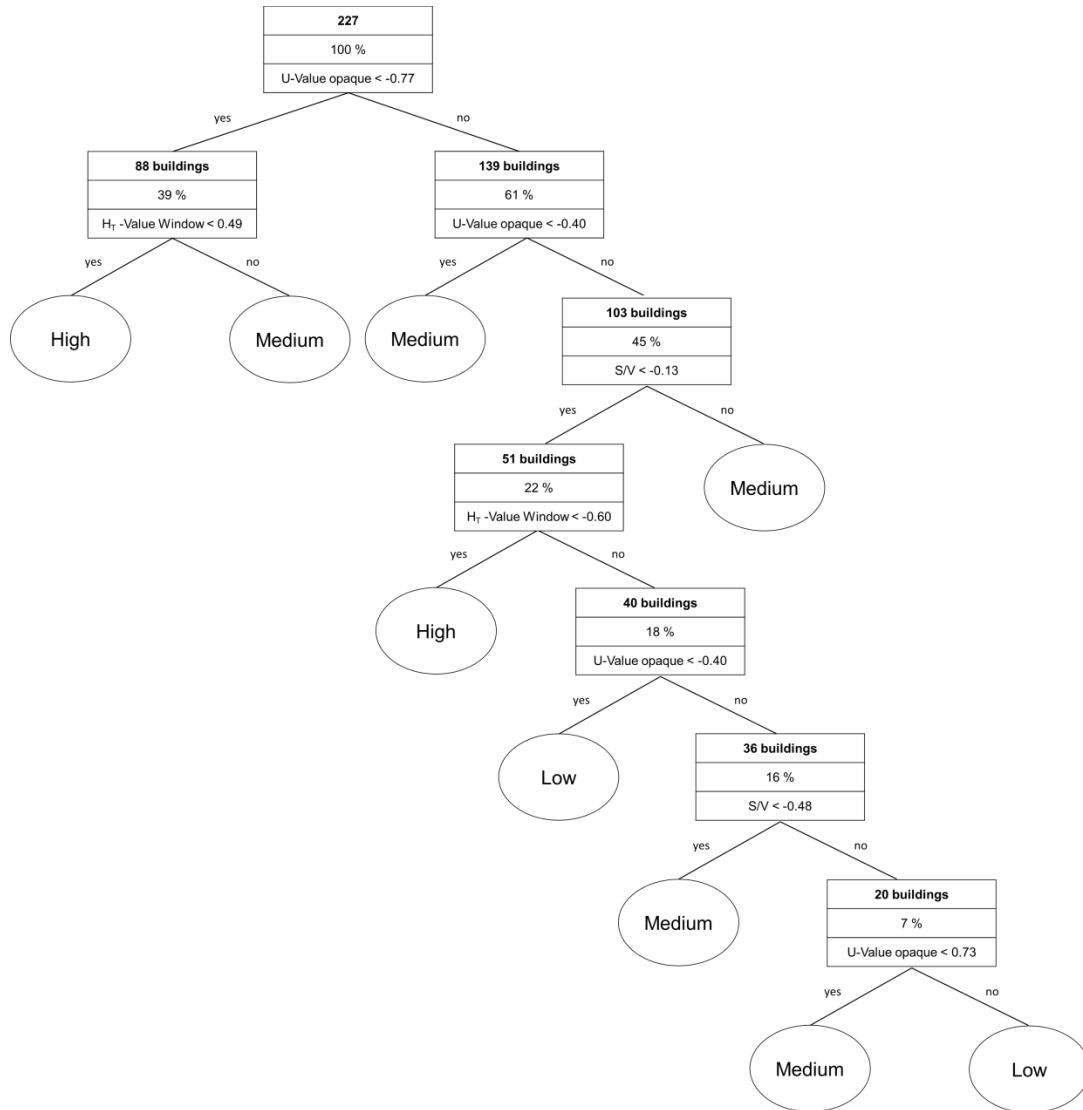 227
100 %
U-Value opaque < -0.77
yes
no
88 buildings
39 %
H_T -Value Window < 0.49
139 buildings
61 %
U-Value opaque < -0.40
yes
no
yes
no
High
Medium
Medium
103 buildings
45 %
S/V < -0.13
yes
no
51 buildings
22 %
H_T -Value Window < -0.60
Medium
yes
no
High
40 buildings
18 %
U-Value opaque < -0.40
yes
no
Low
36 buildings
16 %
S/V < -0.48
yes
no
Medium
20 buildings
7 %
U-Value opaque < 0.73
yes
no
Medium
Low